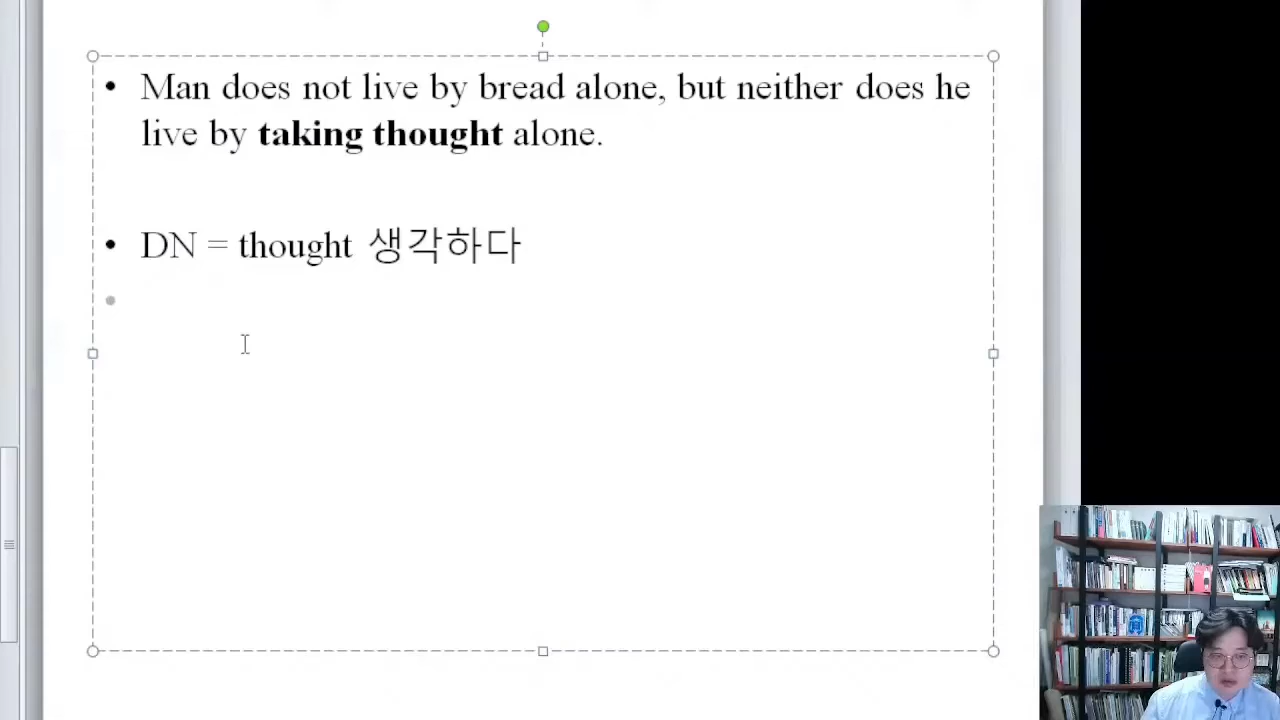 • Man does not live by bread alone, but neither does he
live by taking thought alone.
• DN = thought 생각하다